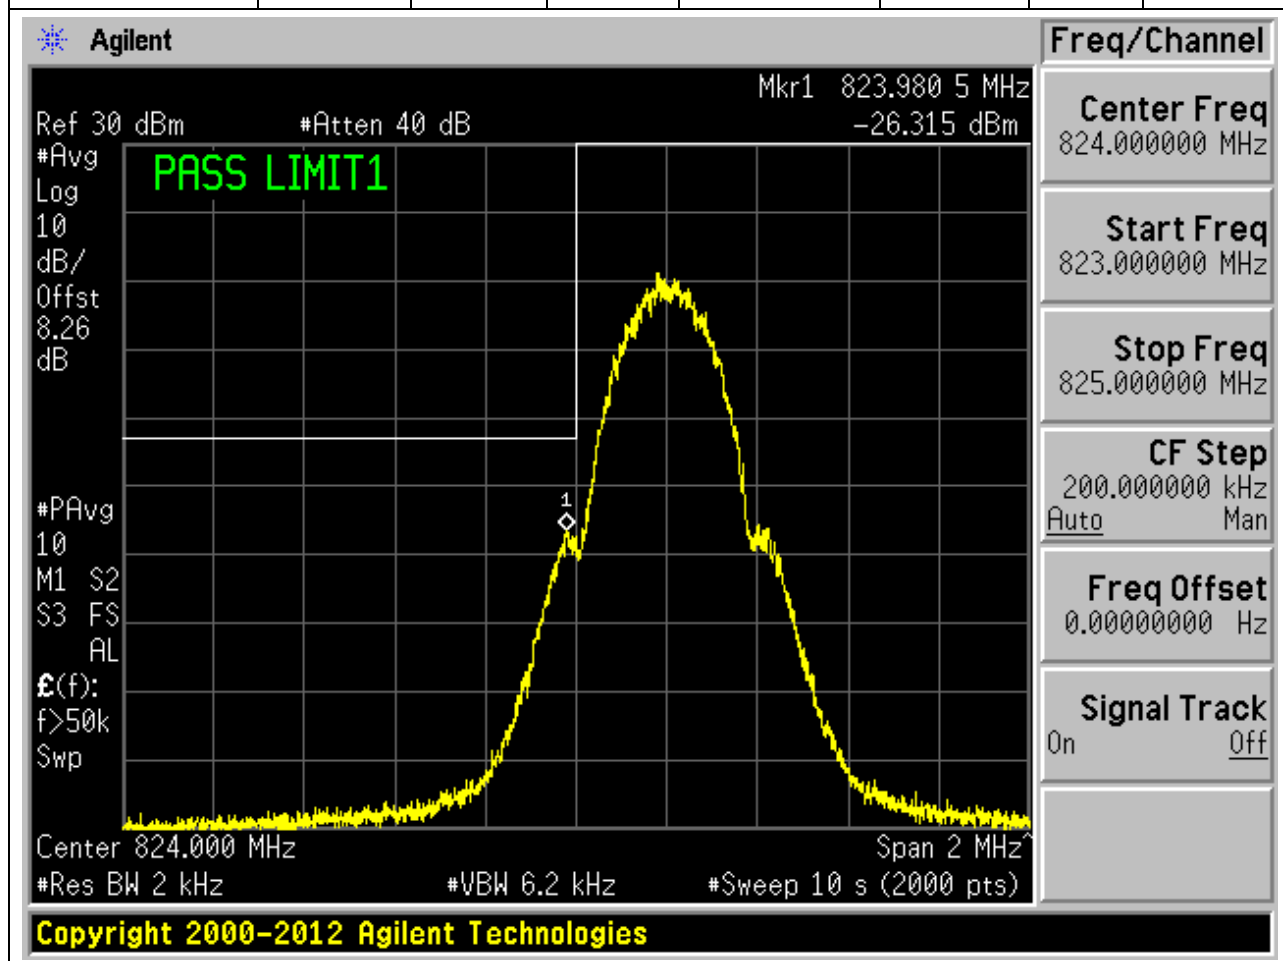 Agilent
Freq/Channel
Mkr1 823.980 5 MHz
Ref 30 dBm #Atten 40 dB -26.315 dBm
#Avg
Log
10
dB/
Offst
8.26
dB
PASS LIMIT1
1
#PAvg
10
M1 S2
S3 FS
AL
£(f):
f>50k
Swp
Center 824.000 MHz Span 2 MHz^
#Res BW 2 kHz #VBW 6.2 kHz #Sweep 10 s (2000 pts)
Copyright 2000-2012 Agilent Technologies
Center Freq
824.000000 MHz
Start Freq
823.000000 MHz
Stop Freq
825.000000 MHz
CF Step
200.000000 kHz
Auto Man
Freq Offset
0.00000000 Hz
Signal Track
On Off